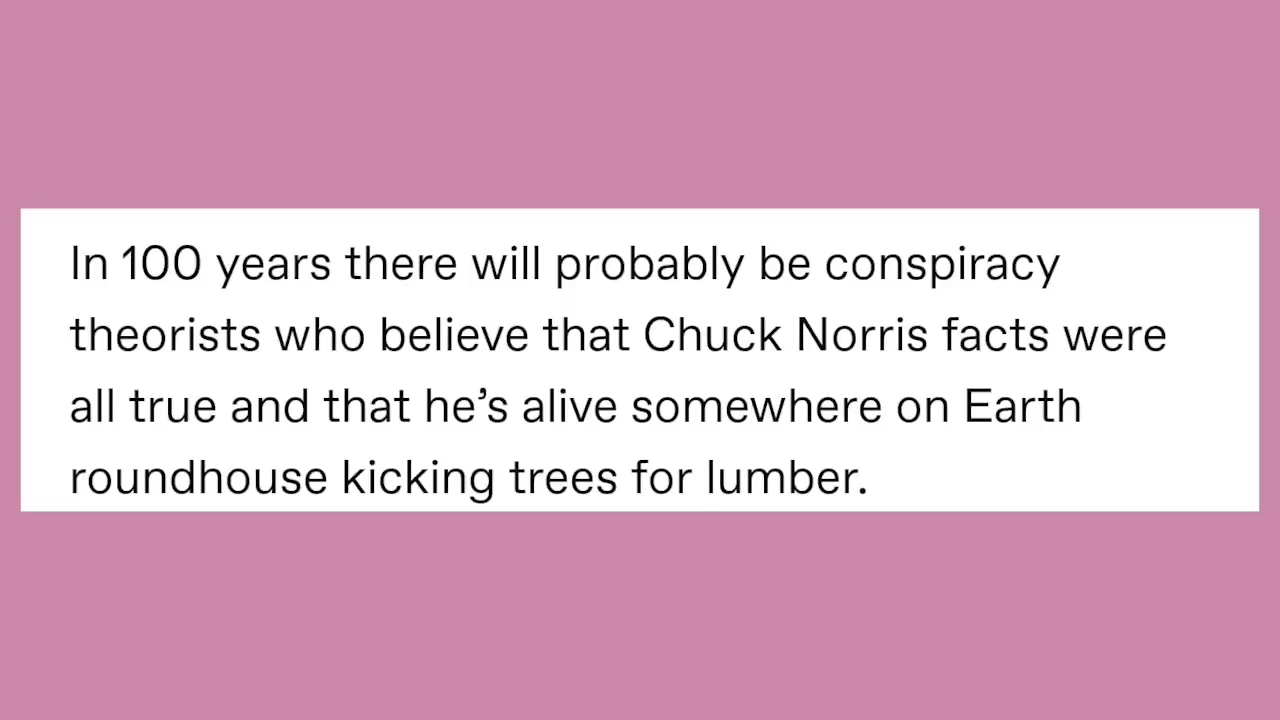 In 100 years there will probably be conspiracy
theorists who believe that Chuck Norris facts were
all true and that he’s alive somewhere on Earth
roundhouse kicking trees for lumber.